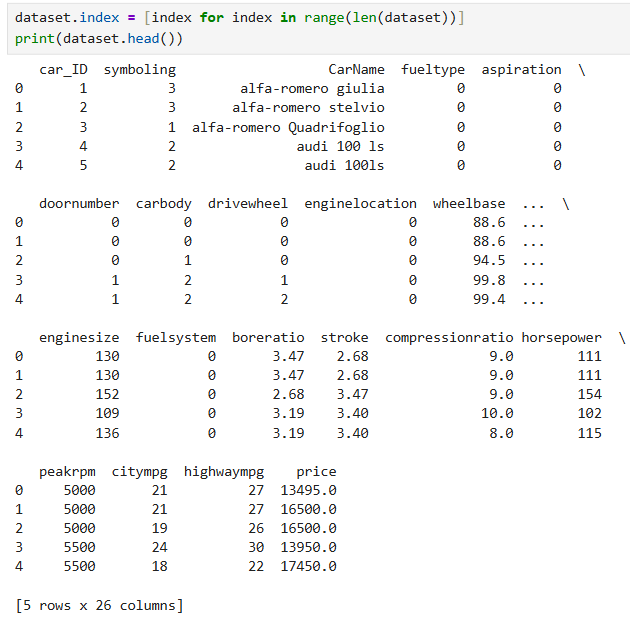 dataset.index = [index for index in range(len(dataset))]
print(dataset.head())
   car_ID  symboling                   CarName  fueltype  aspiration  \
0       1          3        alfa-romero giulia         0           0
1       2          3       alfa-romero stelvio         0           0
2       3          1  alfa-romero Quadrifoglio         0           0
3       4          2               audi 100 ls         0           0
4       5          2                audi 100ls         0           0
   doornumber  carbody  drivewheel  enginelocation  wheelbase  ...  \
0           0        0           0               0       88.6  ...
1           0        0           0               0       88.6  ...
2           0        1           0               0       94.5  ...
3           1        2           1               0       99.8  ...
4           1        2           2               0       99.4  ...
   enginesize  fuelsystem  boreratio  stroke  compressionratio horsepower  \
0         130           0       3.47    2.68               9.0        111
1         130           0       3.47    2.68               9.0        111
2         152           0       2.68    3.47               9.0        154
3         109           0       3.19    3.40              10.0        102
4         136           0       3.19    3.40               8.0        115
   peakrpm  citympg  highwaympg    price
0     5000       21          27  13495.0
1     5000       21          27  16500.0
2     5000       19          26  16500.0
3     5500       24          30  13950.0
4     5500       18          22  17450.0
[5 rows x 26 columns]